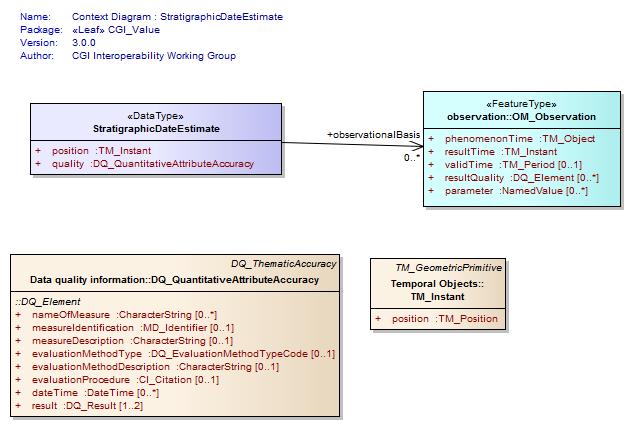 Name: Context Diagram : StratigraphicDateEstimate
Package: «Leaf» CGI_Value
Version: 3.0.0
Author: CGI Interoperability Working Group
«DataType»
StratigraphicDateEstimate
+ position :TM_Instant
+ quality :DQ_QuantitativeAttributeAccuracy
+observationalBasis
0..*
«FeatureType»
observation::OM_Observation
+ phenomenonTime :TM_Object
+ resultTime :TM_Instant
+ validTime :TM_Period [0..1]
+ resultQuality :DQ_Element [0..*]
+ parameter :NamedValue [0..*]
DQ_ThematicAccuracy
Data quality information::DQ_QuantitativeAttributeAccuracy
::DQ_Element
+ nameOfMeasure :CharacterString [0..*]
+ measureIdentification :MD_Identifier [0..1]
+ measureDescription :CharacterString [0..1]
+ evaluationMethodType :DQ_EvaluationMethodTypeCode [0..1]
+ evaluationMethodDescription :CharacterString [0..1]
+ evaluationProcedure :CI_Citation [0..1]
+ dateTime :DateTime [0..*]
+ result :DQ_Result [1..2]
TM_GeometricPrimitive
Temporal Objects::
TM_Instant
+ position :TM_Position